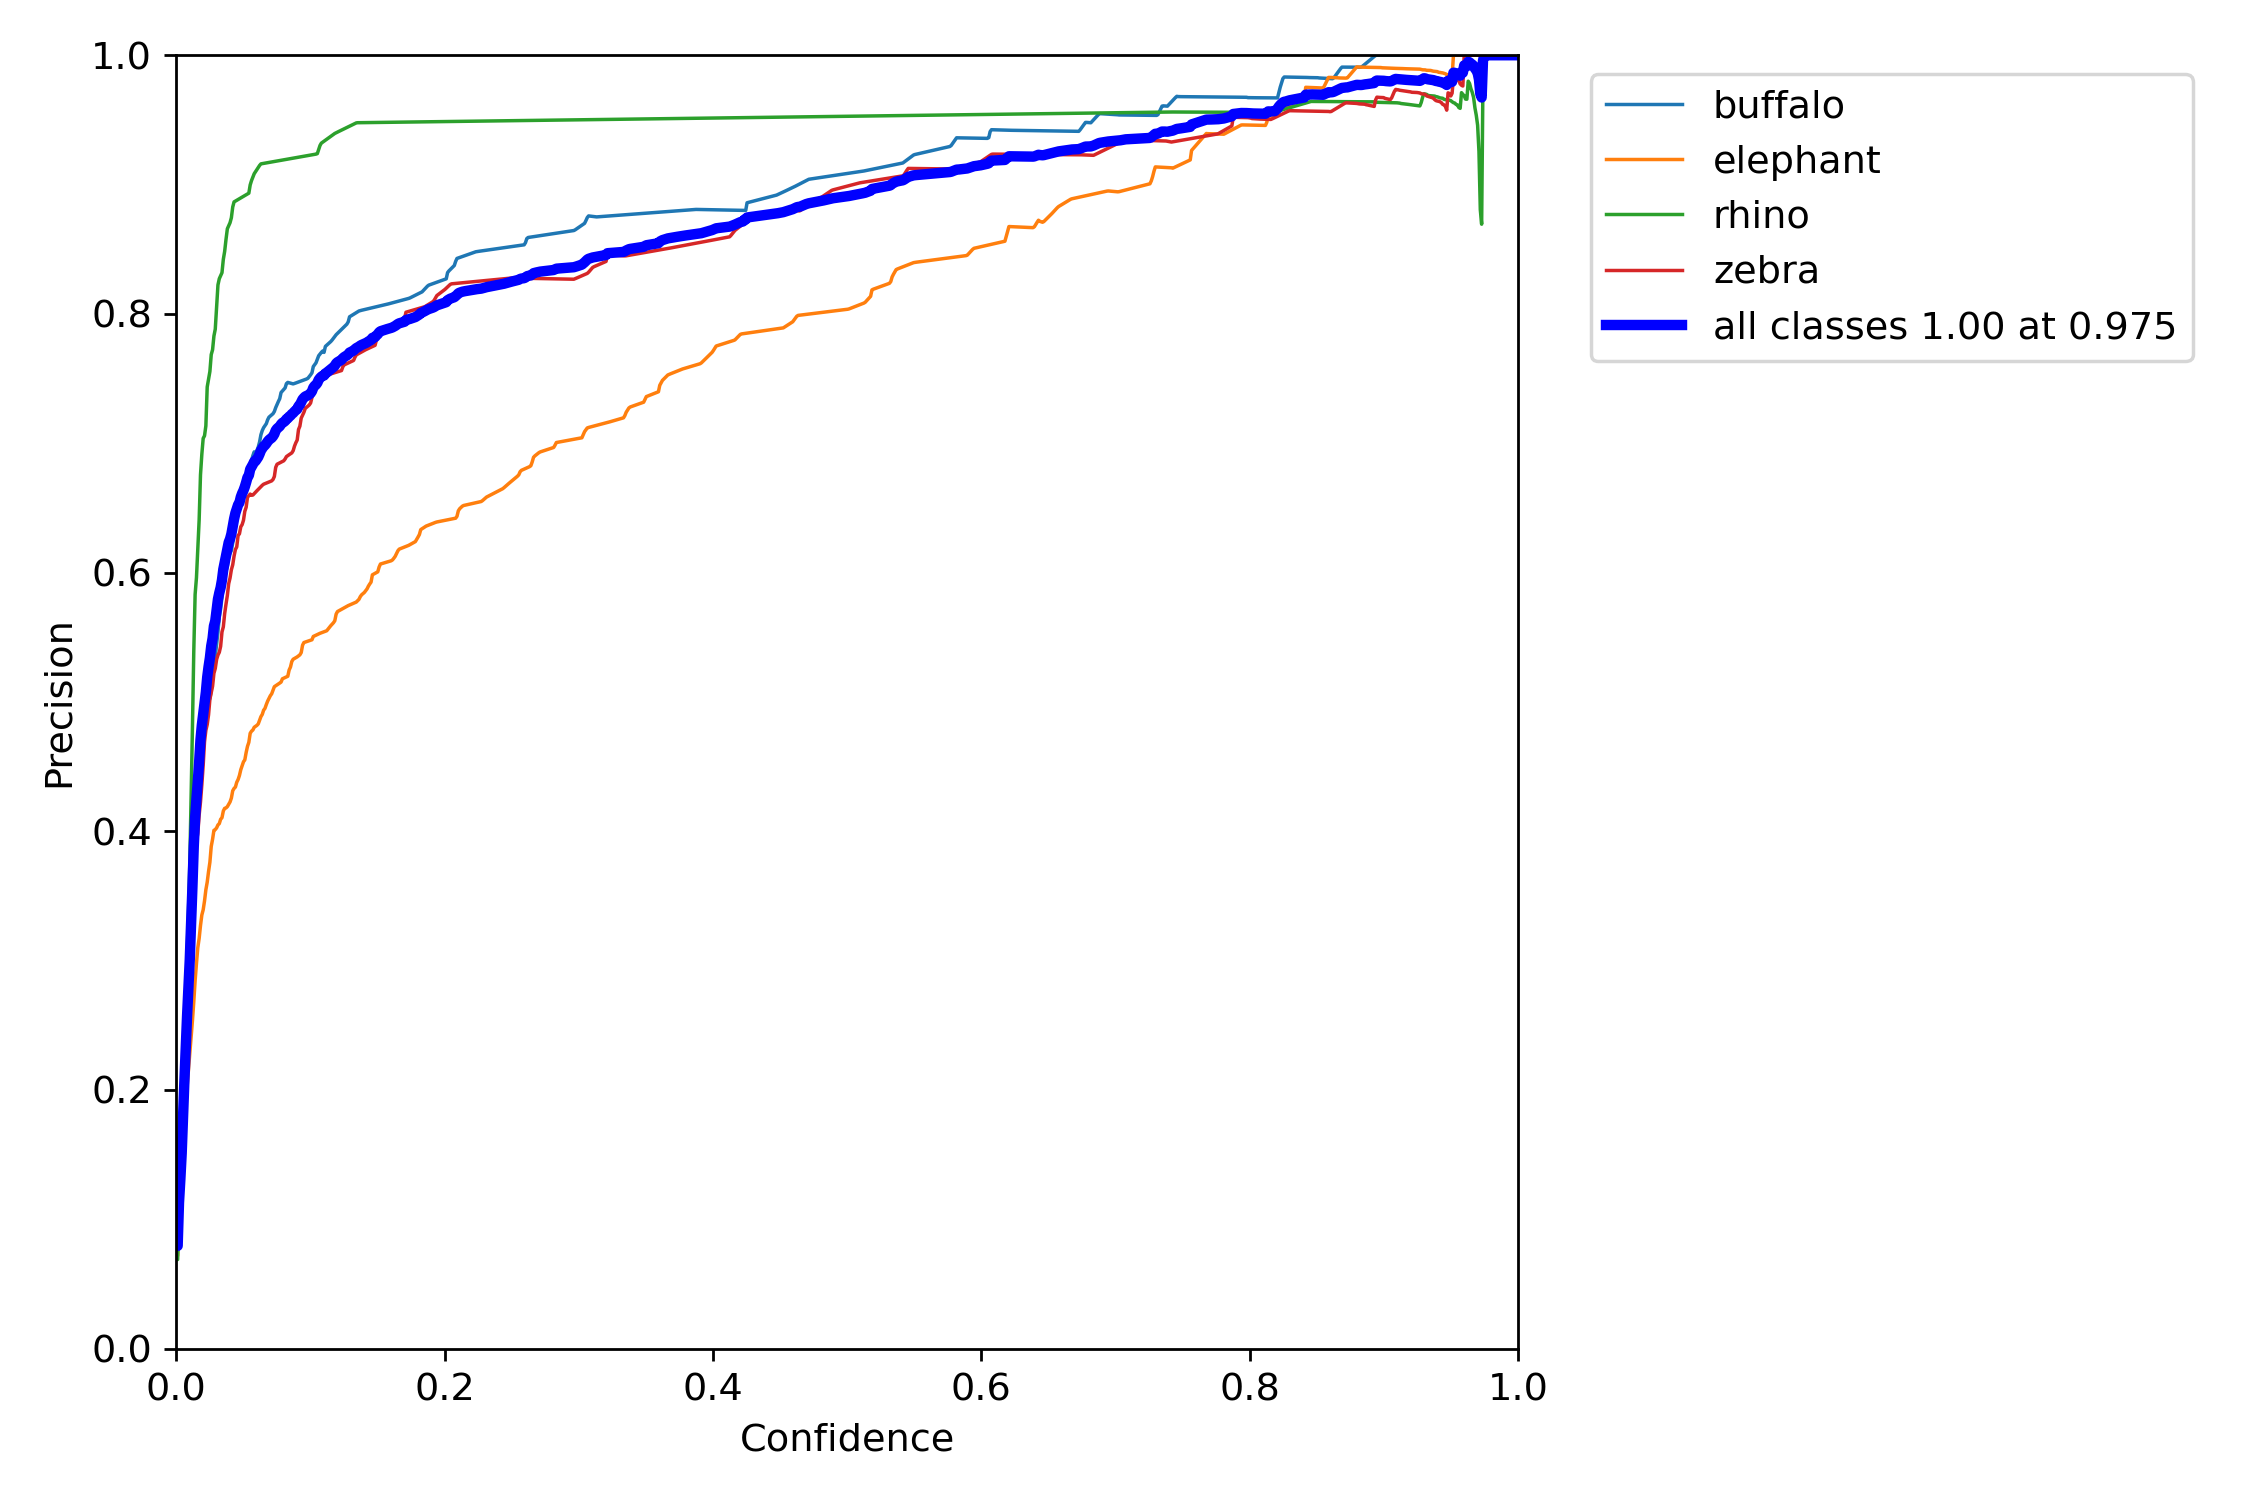 1.0
0.8
0.6
0.4
0.2
0.0
Precision
0.0 0.2 0.4 0.6 0.8 1.0
Confidence
buffalo
elephant
rhino
zebra
all classes 1.00 at 0.975